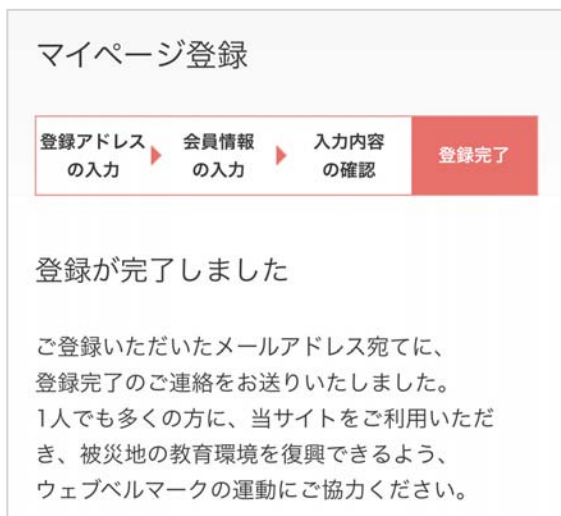 マイページ登録
登録アドレス
の入力
会員情報
の入力
入力内容
の確認
登録完了
登録が完了しました
ご登録いただいたメールアドレス宛てに、
登録完了のご連絡をお送りいたしました。
1人でも多くの方に、当サイトをご利用いただ
き、被災地の教育環境を復興できるよう、
ウェブベルマークの運動にご協力ください。